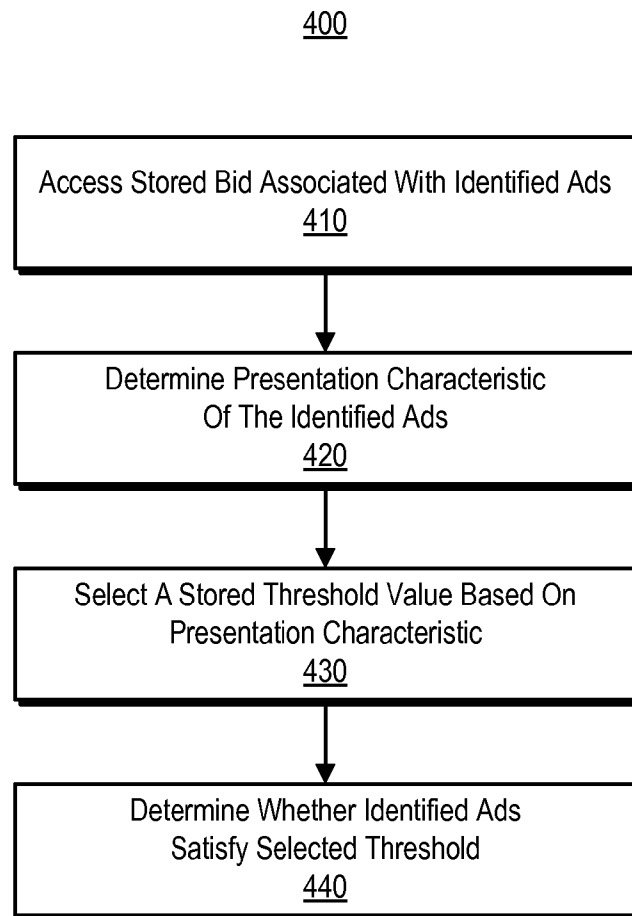 400
Access Stored Bid Associated With Identified Ads
410
Determine Presentation Characteristic
Of The Identified Ads
420
Select A Stored Threshold Value Based On
Presentation Characteristic
430
Determine Whether Identified Ads
Satisfy Selected Threshold
440